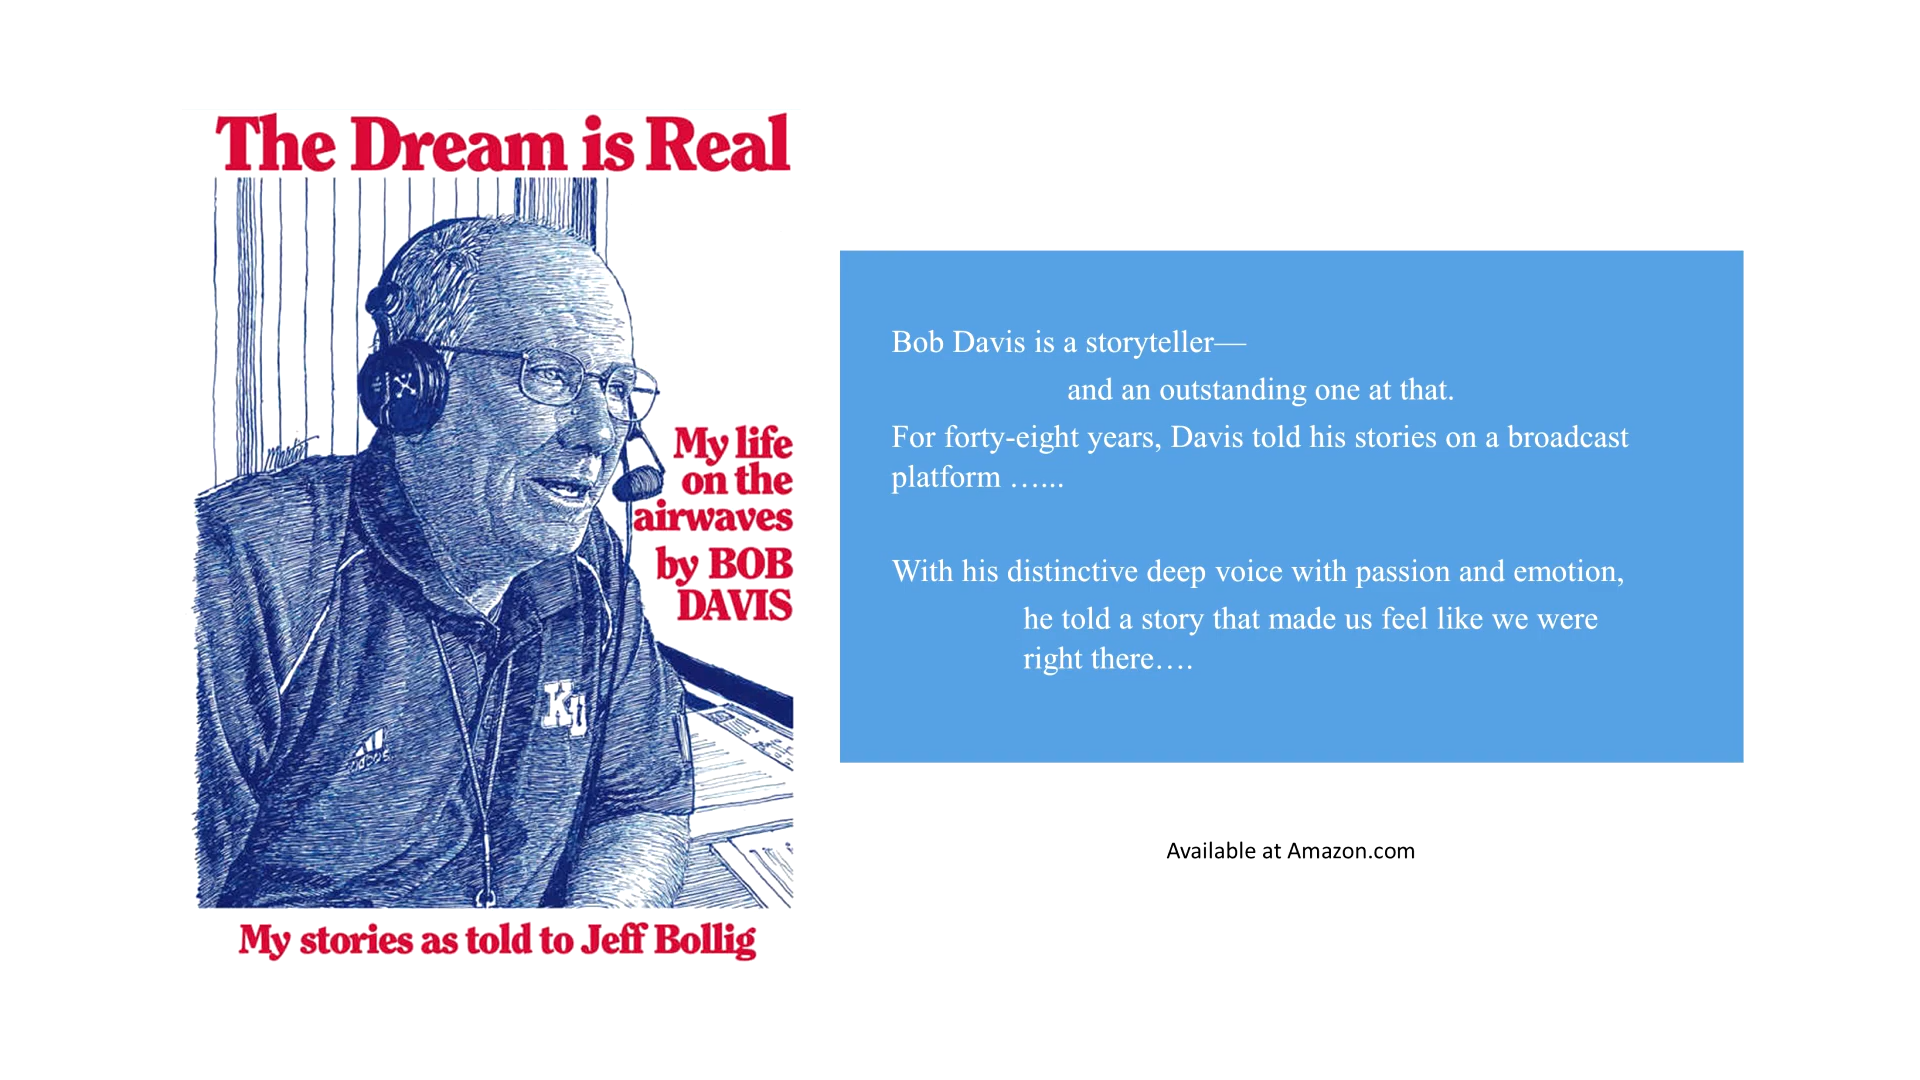 The Dream is Real
My life
on the
airwaves
by BOB
DAVIS
KU
adidas
My stories as told to Jeff Bollig
Bob Davis is a storyteller—
and an outstanding one at that.
For forty-eight years, Davis told his stories on a broadcast
platform …...
With his distinctive deep voice with passion and emotion,
he told a story that made us feel like we were
right there….
Available at Amazon.com